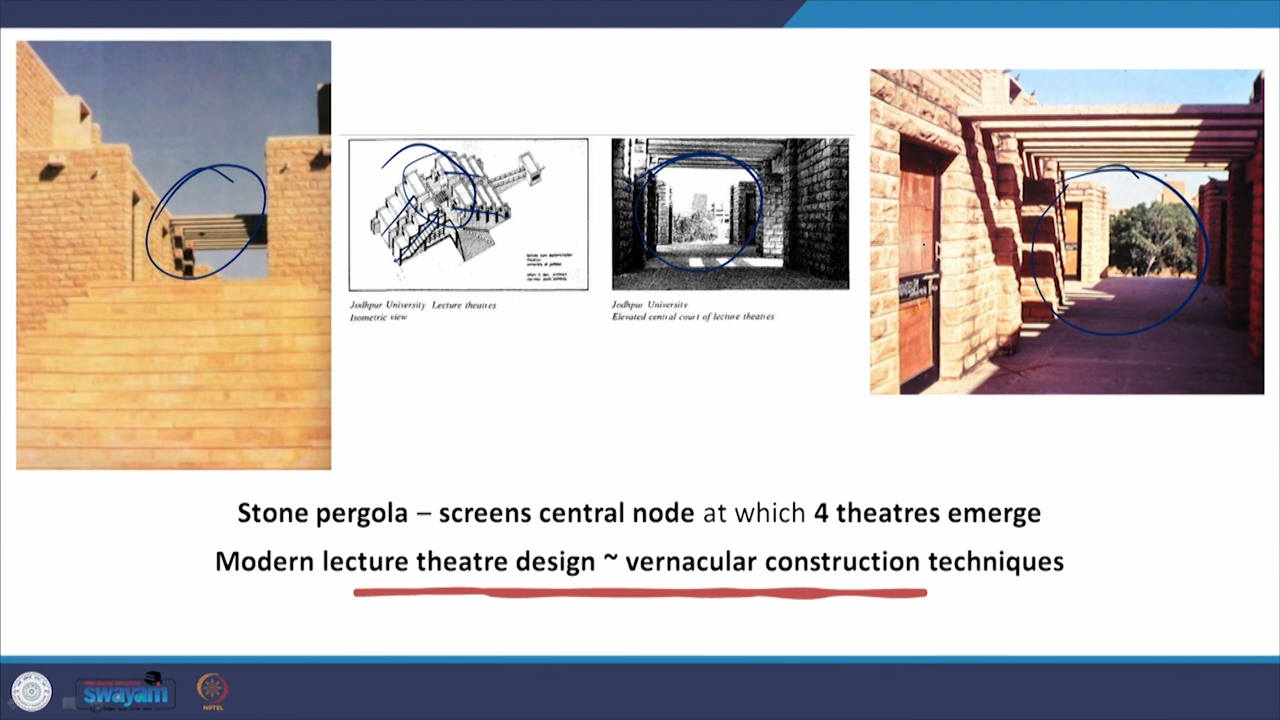 Jodhpur University Lecture theatres
Isometric view
Jodhpur University
Elevated central court of lecture theatres
Stone pergola – screens central node at which 4 theatres emerge
Modern lecture theatre design ~ vernacular construction techniques
swayam
NPTEL